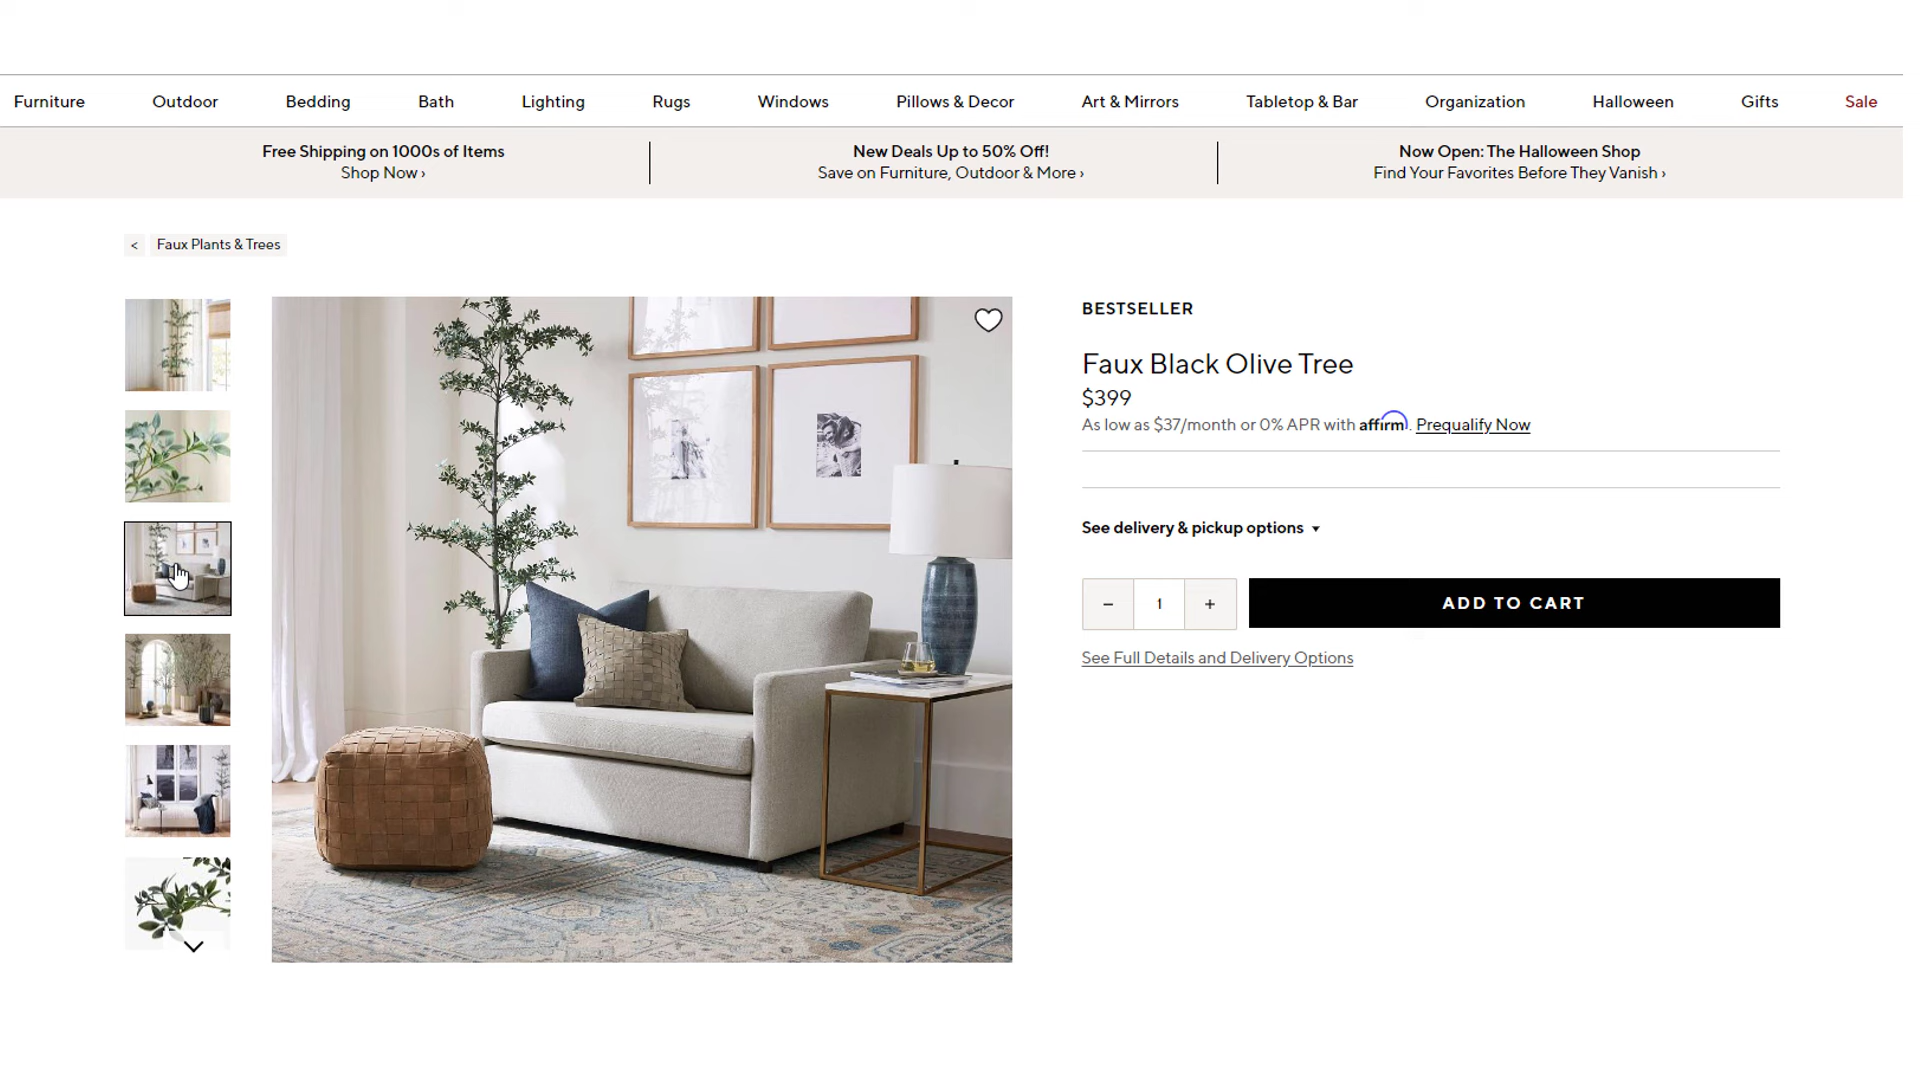 Furniture Outdoor Bedding Bath Lighting Rugs Windows Pillows & Decor Art & Mirrors Tabletop & Bar Organization Halloween Gifts Sale
Free Shipping on 1000s of Items
Shop Now ›
New Deals Up to 50% Off!
Save on Furniture, Outdoor & More ›
Now Open: The Halloween Shop
Find Your Favorites Before They Vanish ›
< Faux Plants & Trees
BESTSELLER
Faux Black Olive Tree
$399
As low as $37/month or 0% APR with affirm. Prequalify Now
See delivery & pickup options
− 1 + ADD TO CART
See Full Details and Delivery Options